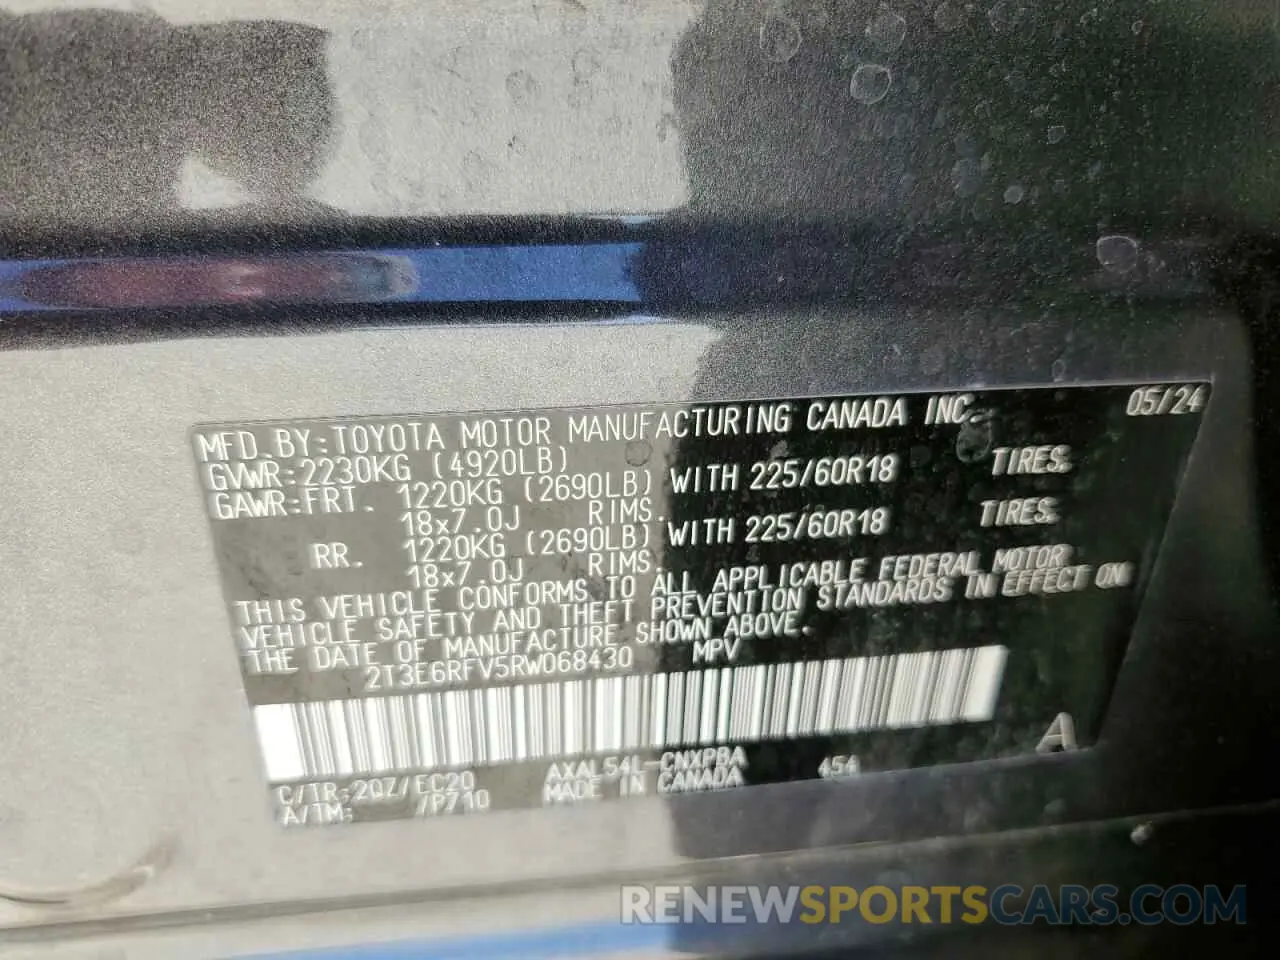 MFD.BY:TOYOTA MOTOR MANUFACTURING CANADA INC. 05/24
GVWR:2230KG (4920LB)
GAWR:FRT. 1220KG (2690LB) WITH 225/60R18 TIRES.
18x7.0J RIMS.
RR. 1220KG (2690LB) WITH 225/60R18 TIRES.
18x7.0J RIMS.
THIS VEHICLE CONFORMS TO ALL APPLICABLE FEDERAL MOTOR
VEHICLE SAFETY AND THEFT PREVENTION STANDARDS IN EFFECT ON
THE DATE OF MANUFACTURE SHOWN ABOVE.
2T3E6RFV5RW068430 MPV
A
C/TR:2QZ/EC20 AXAL54L-CNXPBA 454
A/TM: /P710 MADE IN CANADA
RENEWSPORTSCARS.COM